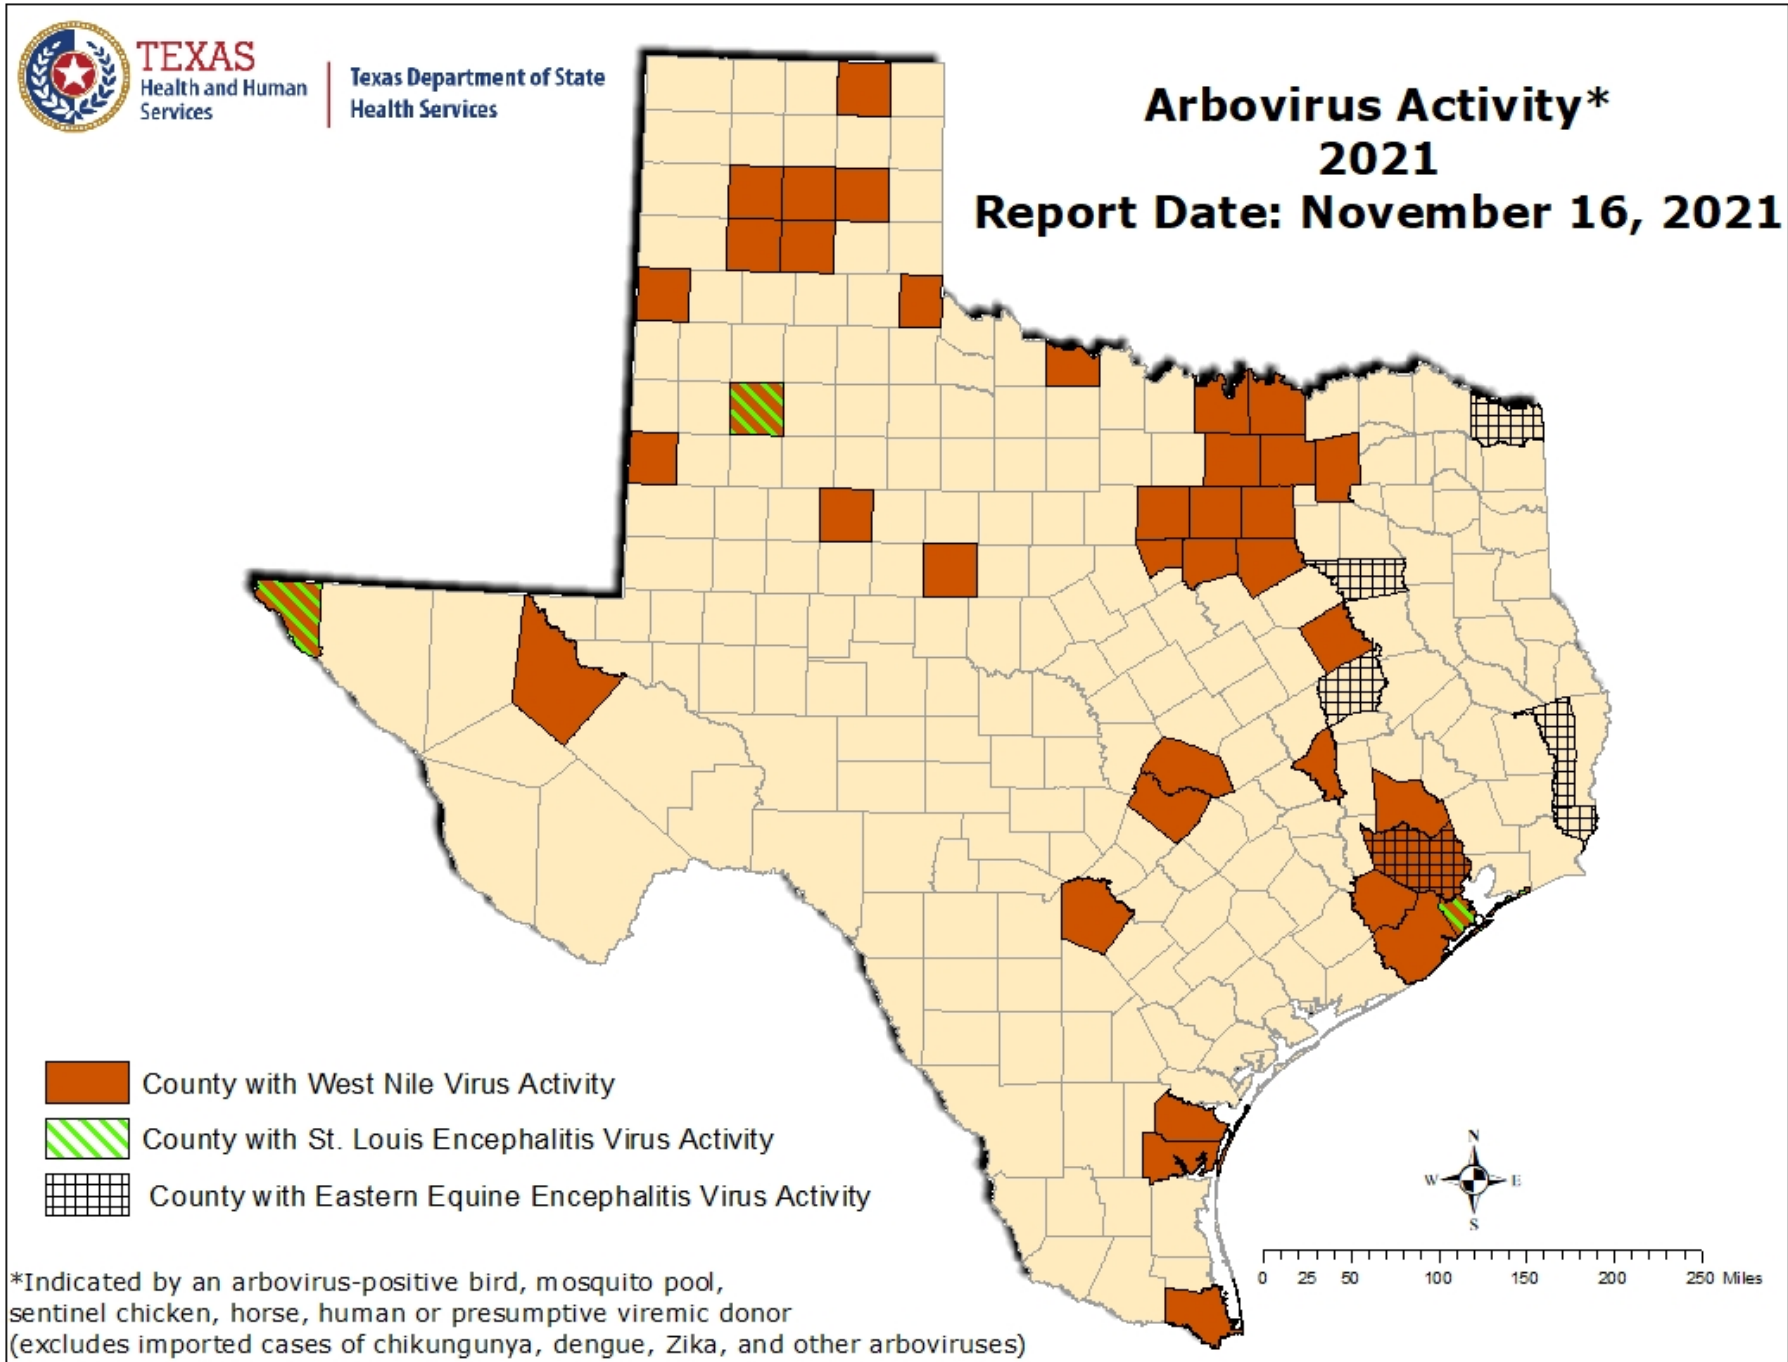 TEXAS
Health and Human
Services
Texas Department of State
Health Services
Arbovirus Activity*
2021
Report Date: November 16, 2021
County with West Nile Virus Activity
County with St. Louis Encephalitis Virus Activity
County with Eastern Equine Encephalitis Virus Activity
N
W E
S
0 25 50 100 150 200 250 Miles
*Indicated by an arbovirus-positive bird, mosquito pool,
sentinel chicken, horse, human or presumptive viremic donor
(excludes imported cases of chikungunya, dengue, Zika, and other arboviruses)